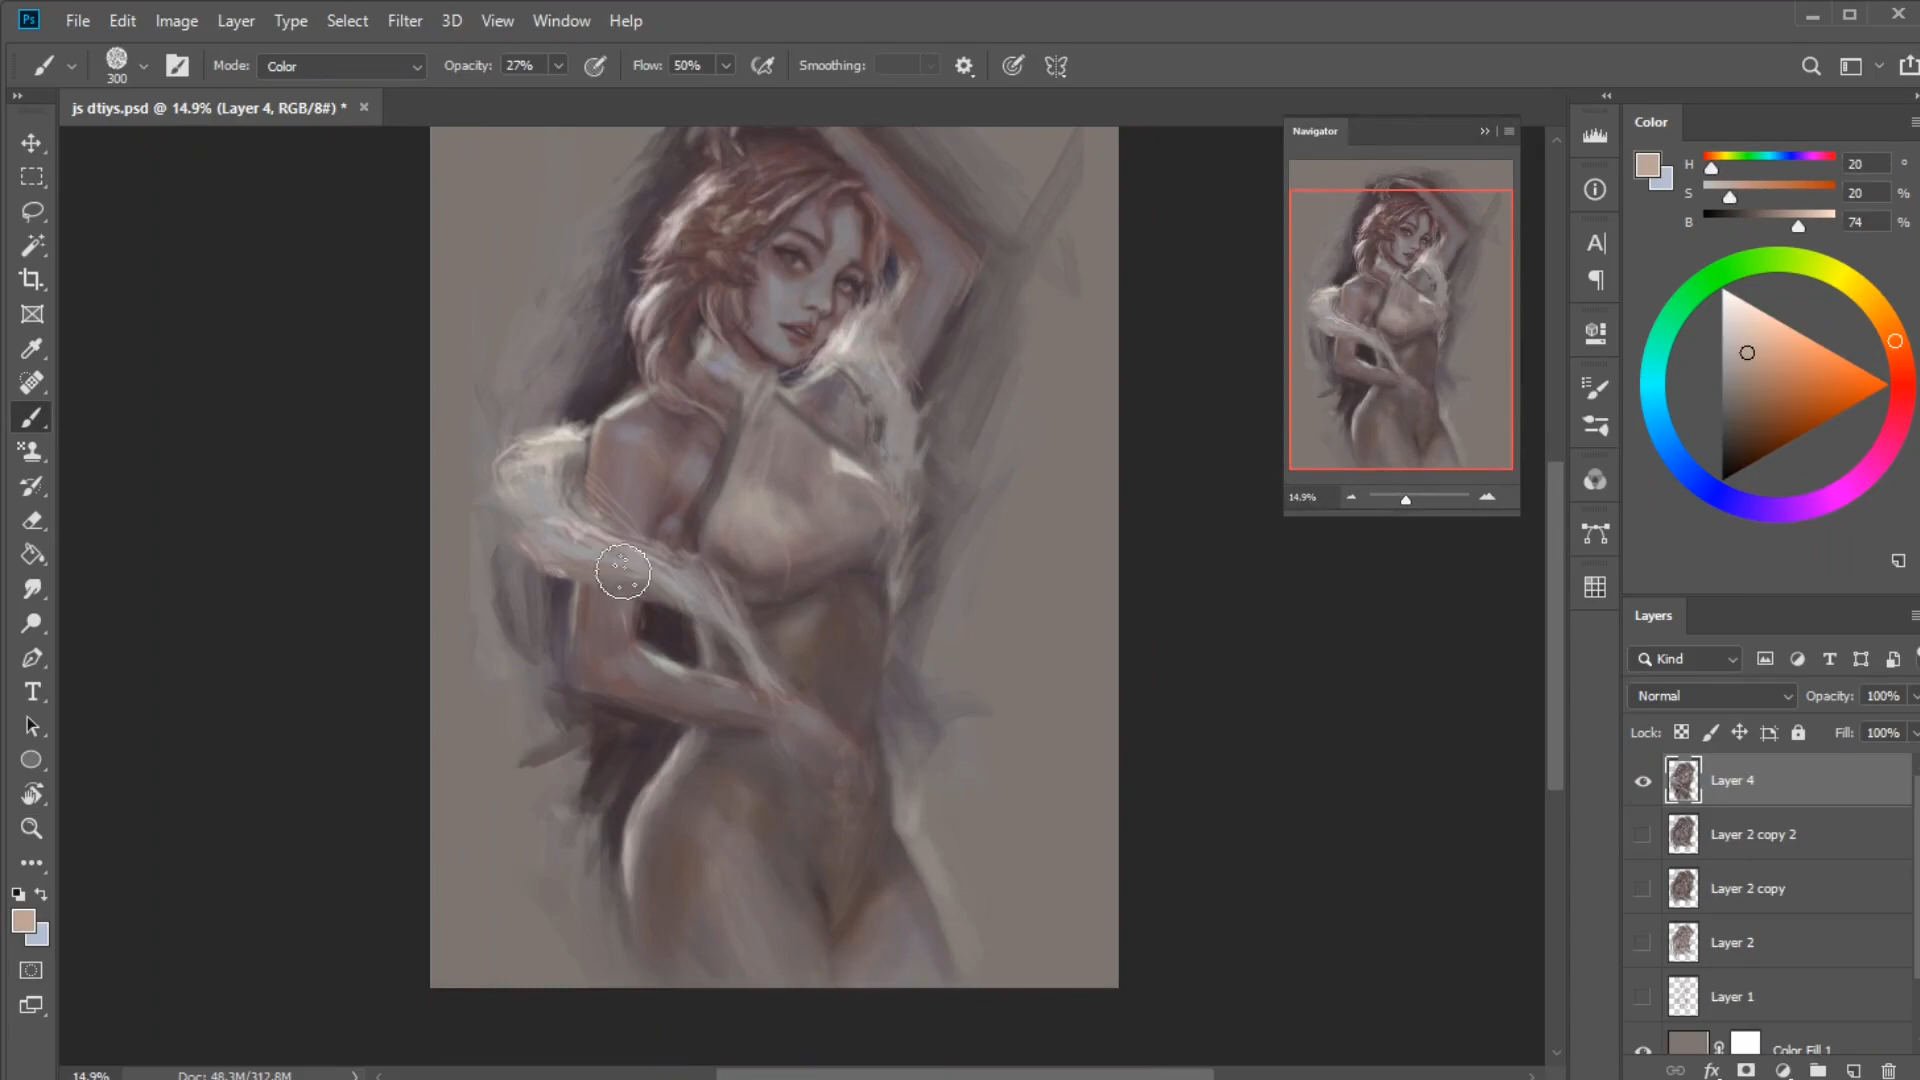 Ps File Edit Image Layer Type Select Filter 3D View Window Help
300 Mode: Color Opacity: 27% Flow: 50% Smoothing:
js dtiys.psd @ 14.9% (Layer 4, RGB/8#) * ×
Navigator
14.9%
Color
H 20 °
S 20 %
B 74 %
Layers
Kind
Normal Opacity: 100%
Lock: Fill: 100%
Layer 4
Layer 2 copy 2
Layer 2 copy
Layer 2
Layer 1
Color Fill 1
fx
14.9% Doc: 48.3M/312.8M